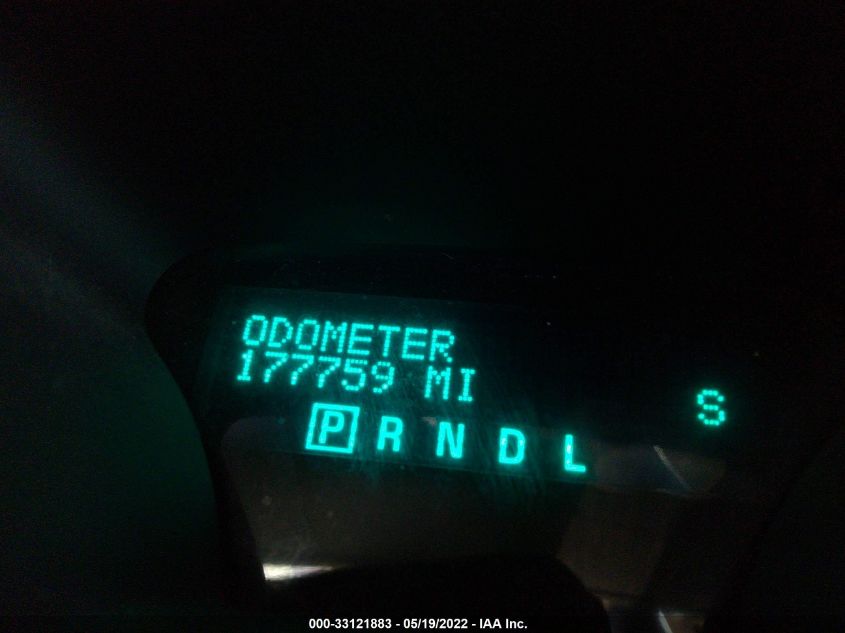 ODOMETER
177759 MI
S
P R N D L
000-33121883 - 05/19/2022 - IAA Inc.